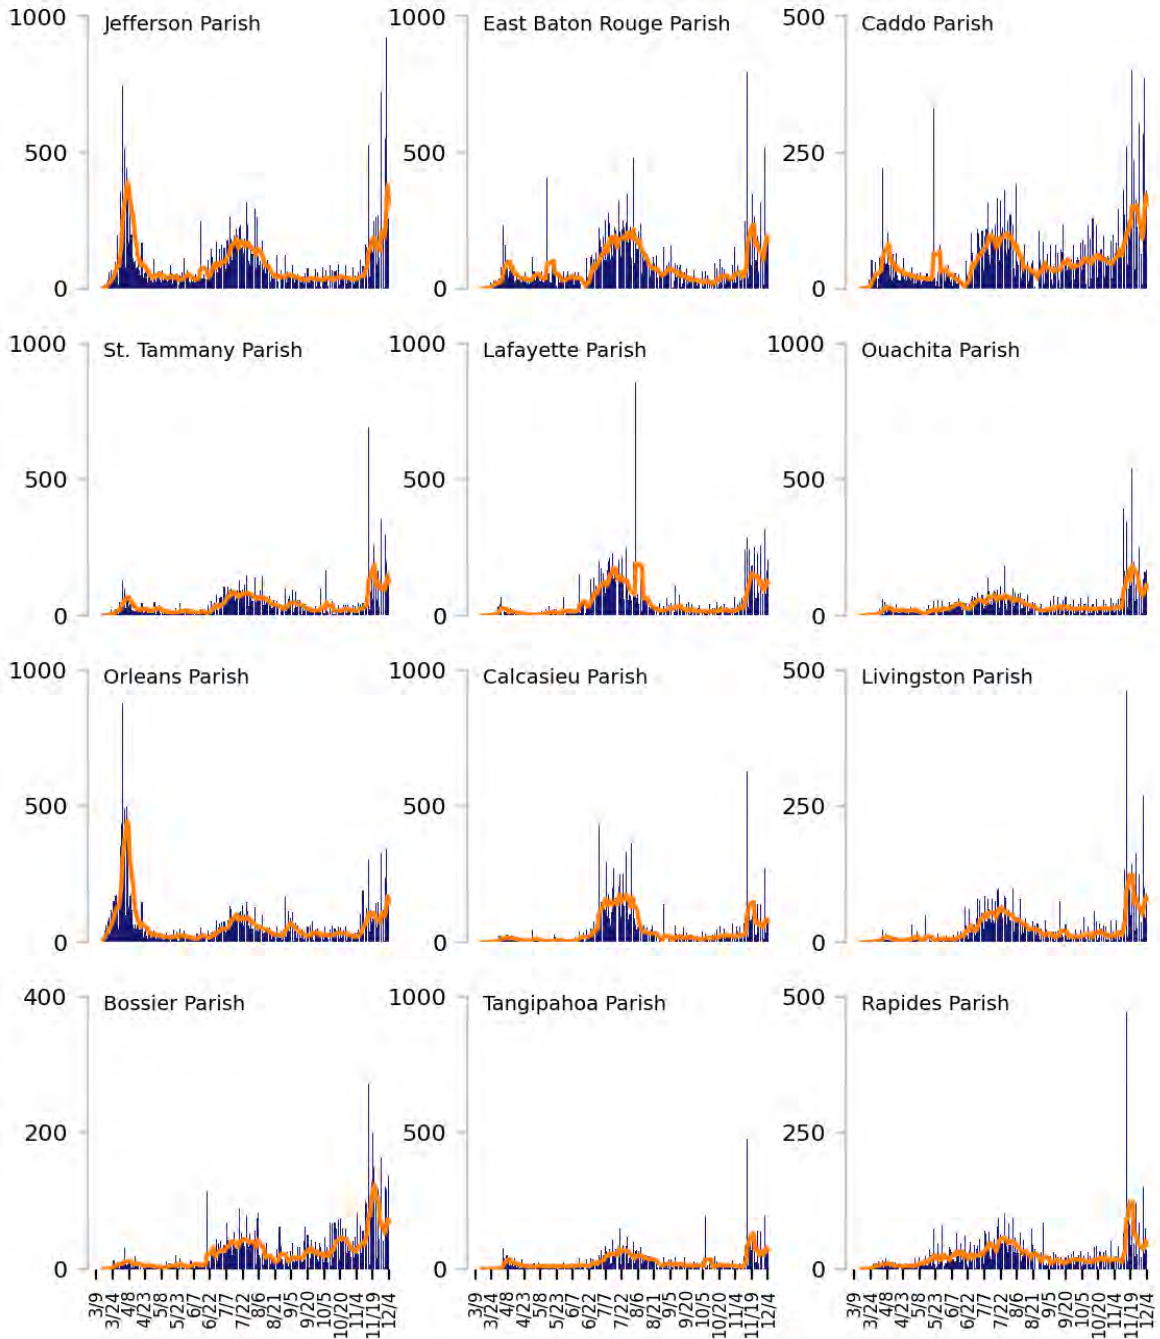 Jefferson Parish
1000
500
0
East Baton Rouge Parish
1000
500
0
Caddo Parish
500
250
0
St. Tammany Parish
1000
500
0
Lafayette Parish
1000
500
0
Ouachita Parish
1000
500
0
Orleans Parish
1000
500
0
Calcasieu Parish
1000
500
0
Livingston Parish
500
250
0
Bossier Parish
400
200
0
3/9 3/24 4/8 4/23 5/8 5/23 6/7 6/22 7/7 7/22 8/6 8/21 9/5 9/20 10/5 10/20 11/4 11/19 12/4
Tangipahoa Parish
1000
500
0
3/9 3/24 4/8 4/23 5/8 5/23 6/7 6/22 7/7 7/22 8/6 8/21 9/5 9/20 10/5 10/20 11/4 11/19 12/4
Rapides Parish
500
250
0
3/9 3/24 4/8 4/23 5/8 5/23 6/7 6/22 7/7 7/22 8/6 8/21 9/5 9/20 10/5 10/20 11/4 11/19 12/4